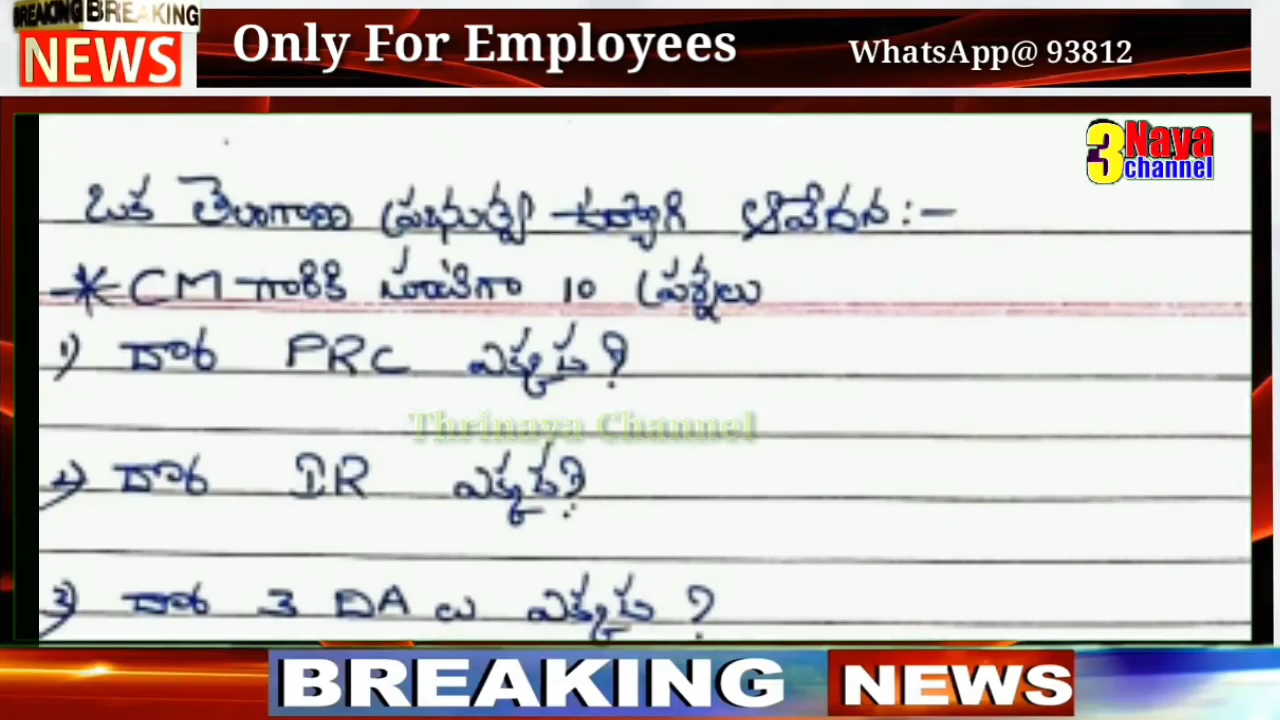 BREAKING BREAKING
NEWS
Only For Employees
WhatsApp@ 93812
3 Naya channel
ఒక తెలంగాణ ప్రభుత్వ ఉద్యోగి ఆవేదన :-
* CM గారికి సూటిగా 10 ప్రశ్నలు
1) దొర PRC ఎక్కడ?
Thrinaya Channel
2) దొర IR ఎక్కడ?
3) దొర 3 DA లు ఎక్కడ ?
BREAKING NEWS